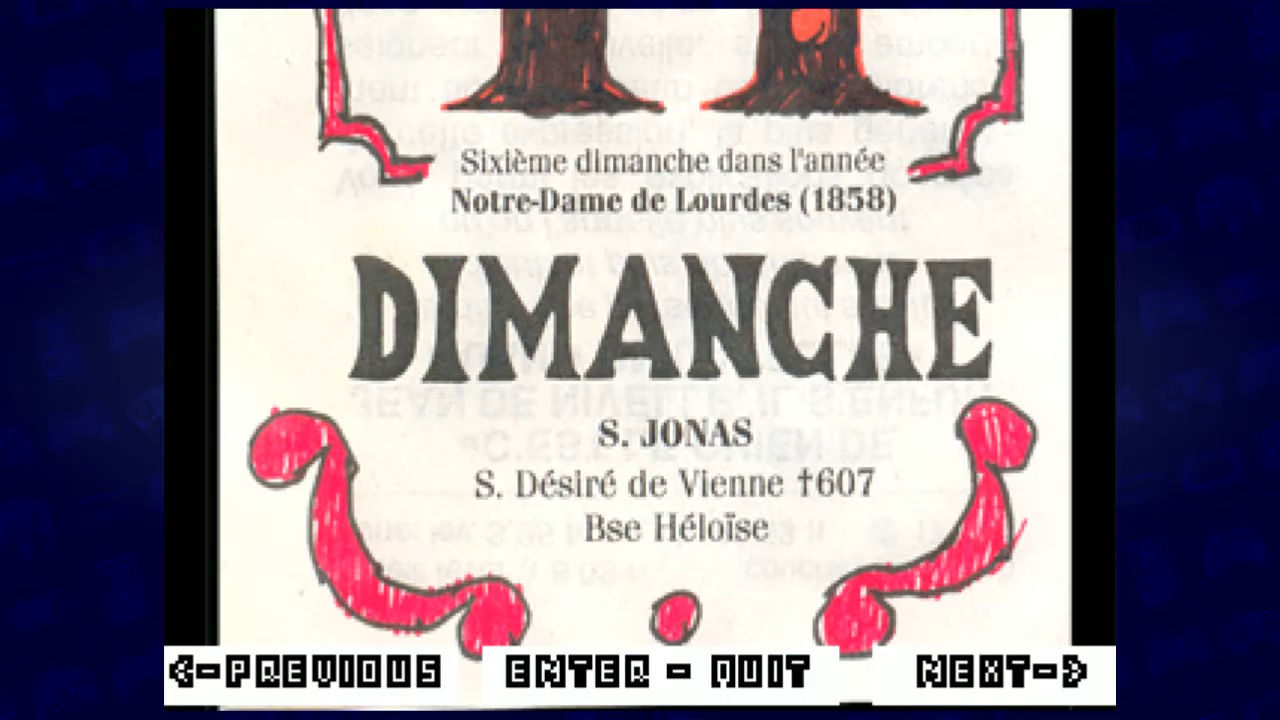 Sixième dimanche dans l'année
Notre-Dame de Lourdes (1858)
DIMANCHE
S. JONAS
S. Désiré de Vienne †607
Bse Héloïse
<-PREVIOUS ENTER - QUIT NEXT->